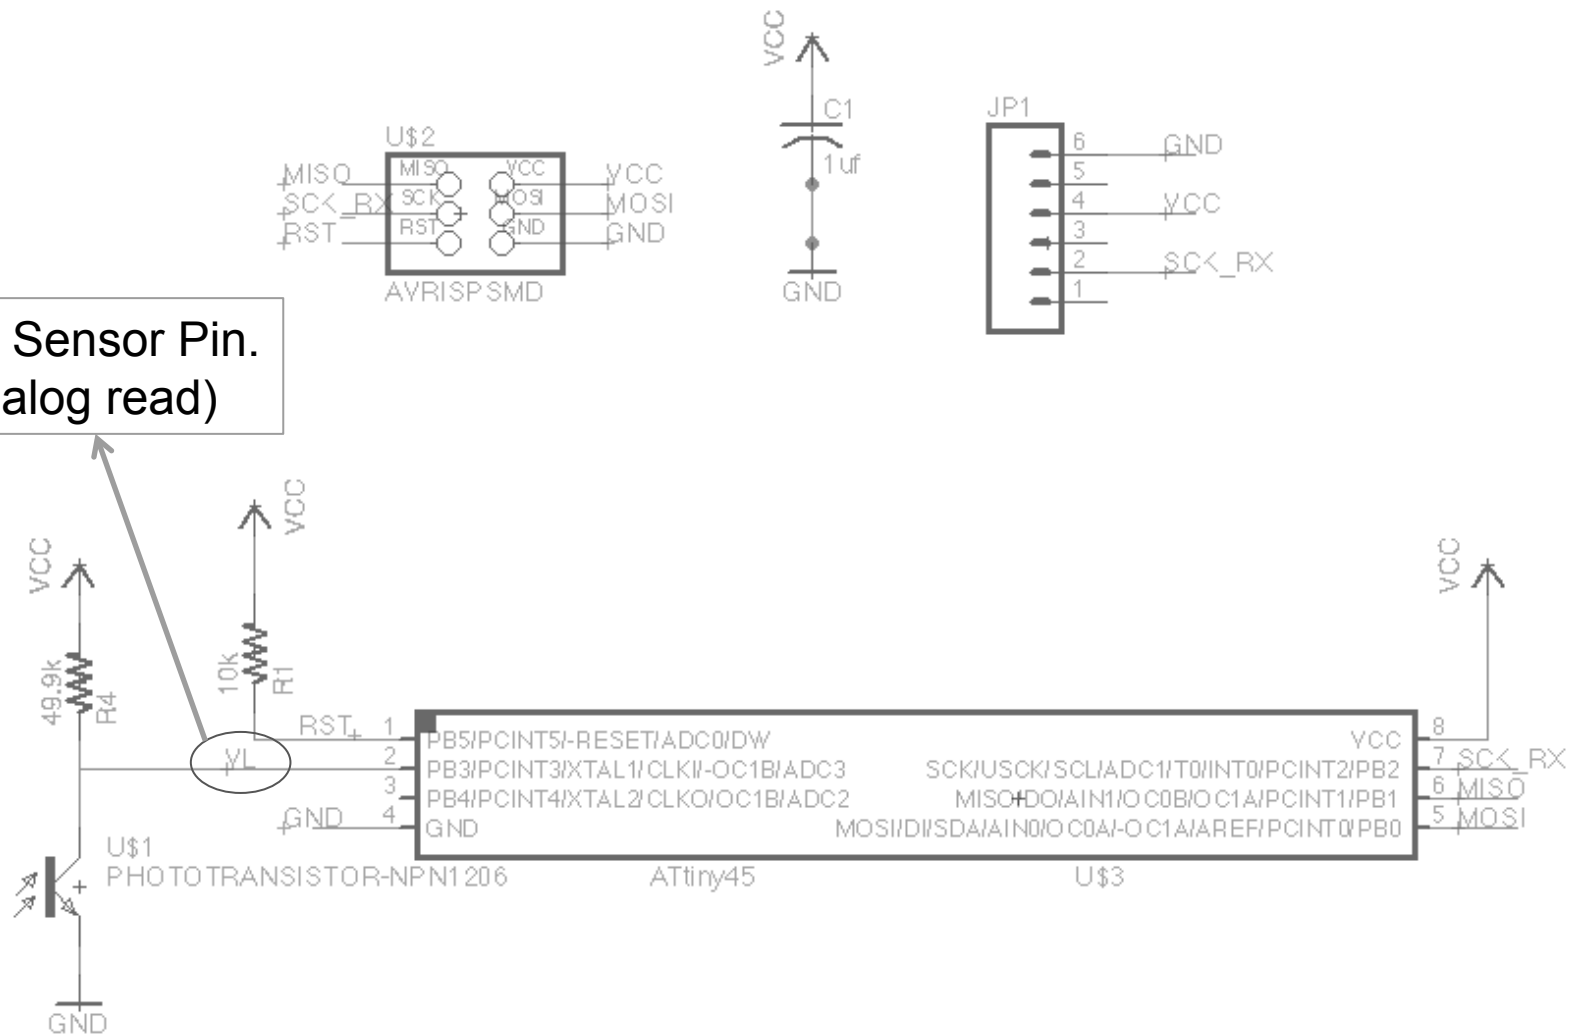 VCC
C1
1uf
GND
U$2
MISO
SCK_RX
RST
MISO VCC
SCK MOSI
RST GND
VCC
MOSI
GND
AVRISPSMD
JP1
6 GND
5
4 VCC
3
2 SCK_RX
1
Sensor Pin.
alog read)
VCC
49.9k
R4
VCC
10k
R1
VCC
RST 1
VL 2
3
GND 4
PB5/PCINT5/-RESET/ADC0/DW
PB3/PCINT3/XTAL1/CLKI/-OC1B/ADC3
PB4/PCINT4/XTAL2/CLKO/OC1B/ADC2
GND
VCC
SCK/USCK/SCL/ADC1/T0/INT0/PCINT2/PB2
MISO/DO/AIN1/OC0B/OC1A/PCINT1/PB1
MOSI/DI/SDA/AIN0/OC0A/-OC1A/AREF/PCINT0/PB0
8
7 SCK_RX
6 MISO
5 MOSI
ATtiny45
U$3
U$1
PHOTOTRANSISTOR-NPN1206
GND